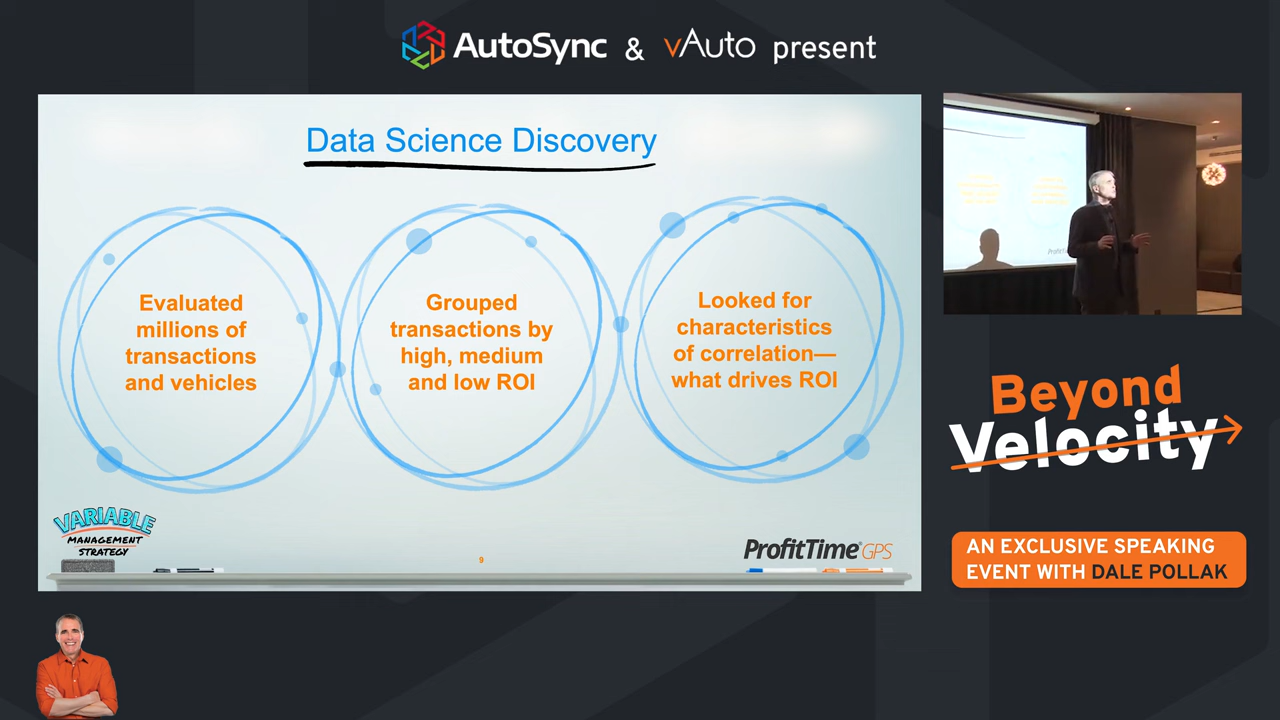 AutoSync & vAuto present
Data Science Discovery
Evaluated
millions of
transactions
and vehicles
Grouped
transactions by
high, medium
and low ROI
Looked for
characteristics
of correlation—
what drives ROI
VARIABLE
MANAGEMENT
STRATEGY
9
ProfitTime® GPS
Beyond
Velocity
AN EXCLUSIVE SPEAKING
EVENT WITH DALE POLLAK